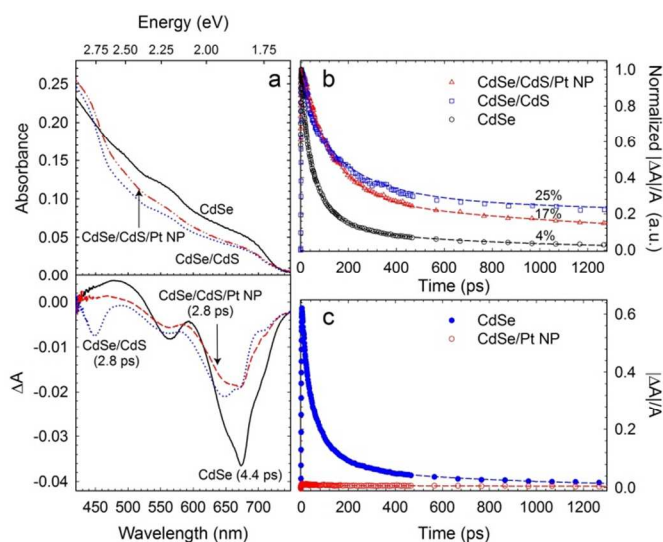 Energy (eV)
2.75 2.50 2.25 2.00 1.75
a
0.25
0.20
0.15
0.10
0.05
0.00
Absorbance
CdSe
CdSe/CdS/Pt NP
CdSe/CdS
0.00
-0.01
-0.02
-0.03
-0.04
ΔA
CdSe/CdS/Pt NP
(2.8 ps)
CdSe/CdS
(2.8 ps)
CdSe (4.4 ps)
450 500 550 600 650 700
Wavelength (nm)
b
CdSe/CdS/Pt NP
CdSe/CdS
CdSe
25%
17%
4%
1.0
0.8
0.6
0.4
0.2
0.0
Normalized |ΔA|/A (a.u.)
0 200 400 600 800 1000 1200
Time (ps)
c
CdSe
CdSe/Pt NP
0.6
0.4
0.2
0.0
|ΔA|/A
0 200 400 600 800 1000 1200
Time (ps)